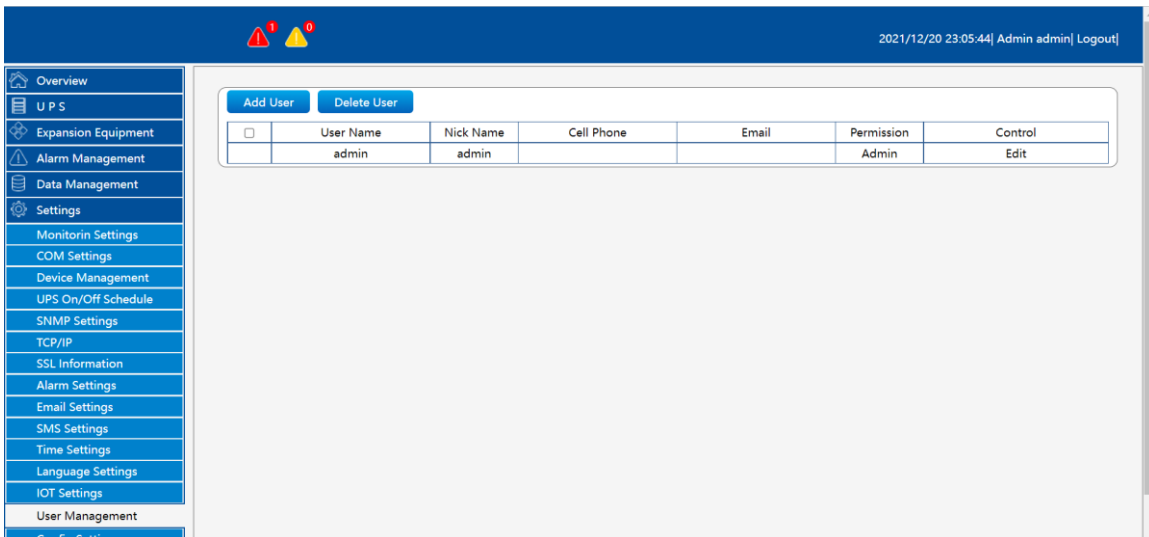 1 0
2021/12/20 23:05:44| Admin admin| Logout|
Overview
U P S
Expansion Equipment
Alarm Management
Data Management
Settings
Monitorin Settings
COM Settings
Device Management
UPS On/Off Schedule
SNMP Settings
TCP/IP
SSL Information
Alarm Settings
Email Settings
SMS Settings
Time Settings
Language Settings
IOT Settings
User Management
Add User Delete User
User Name Nick Name Cell Phone Email Permission Control
admin admin Admin Edit